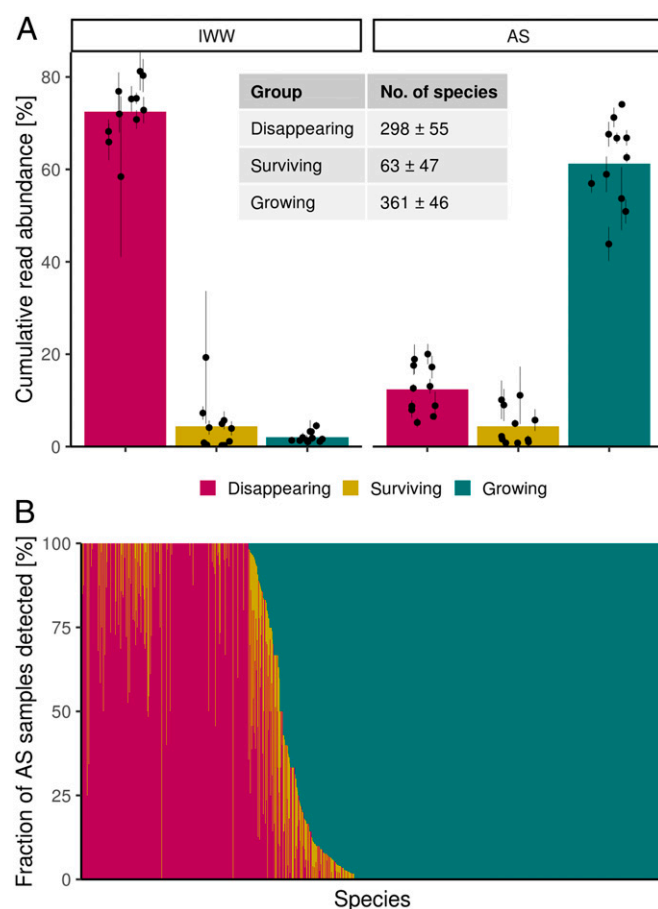 A
IWW
AS
Cumulative read abundance [%]
80
60
40
20
0
Group No. of species
Disappearing 298 ± 55
Surviving 63 ± 47
Growing 361 ± 46
Disappearing Surviving Growing
B
Fraction of AS samples detected [%]
100
75
50
25
0
Species